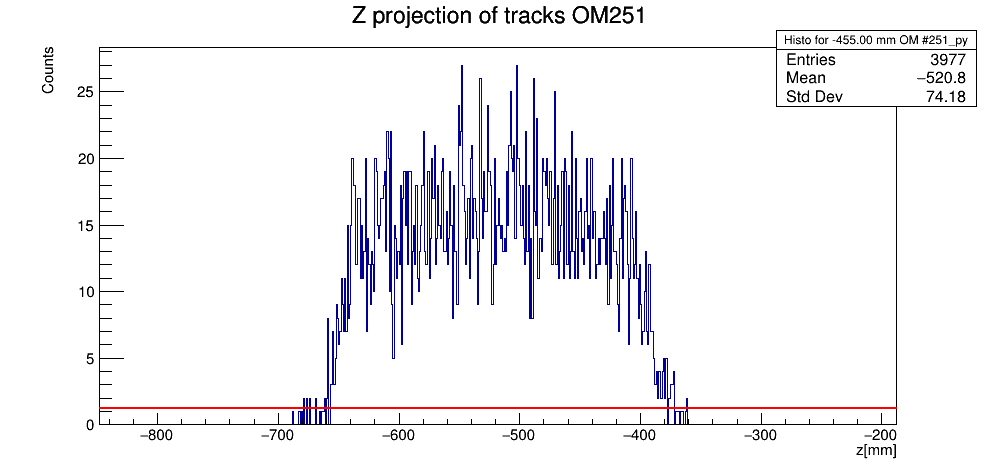 Z projection of tracks OM251
Histo for -455.00 mm OM #251_py
Entries 3977
Mean −520.8
Std Dev 74.18
Counts
25
20
15
10
5
0
−800 −700 −600 −500 −400 −300 −200
z[mm]